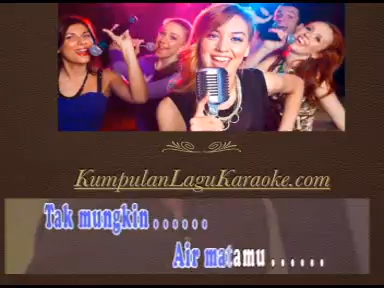 KumpulanLaguKaraoke.com
Tak mungkin . . . . . .
Air matamu . . . . . .